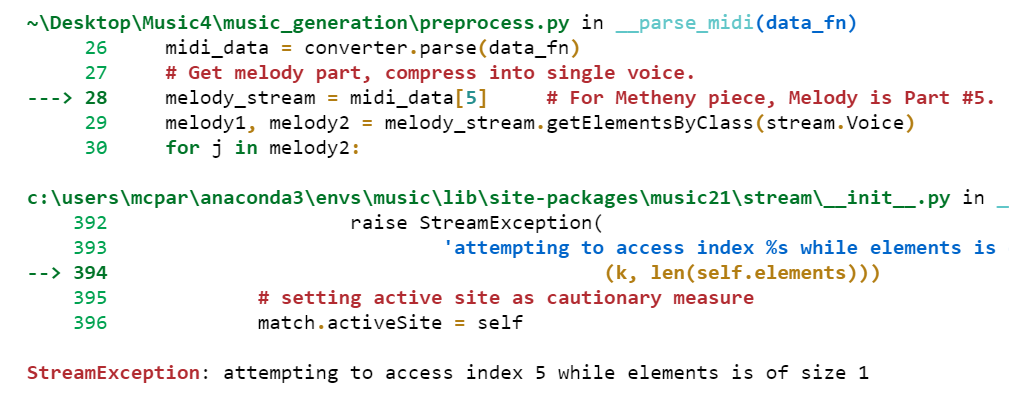 ~\Desktop\Music4\music_generation\preprocess.py in __parse_midi(data_fn)
     26     midi_data = converter.parse(data_fn)
     27     # Get melody part, compress into single voice.
---> 28     melody_stream = midi_data[5]     # For Metheny piece, Melody is Part #5.
     29     melody1, melody2 = melody_stream.getElementsByClass(stream.Voice)
     30     for j in melody2:

c:\users\mcpar\anaconda3\envs\music\lib\site-packages\music21\stream\__init__.py in _
    392                     raise StreamException(
    393                             'attempting to access index %s while elements is
--> 394                                           (k, len(self.elements)))
    395             # setting active site as cautionary measure
    396             match.activeSite = self

StreamException: attempting to access index 5 while elements is of size 1